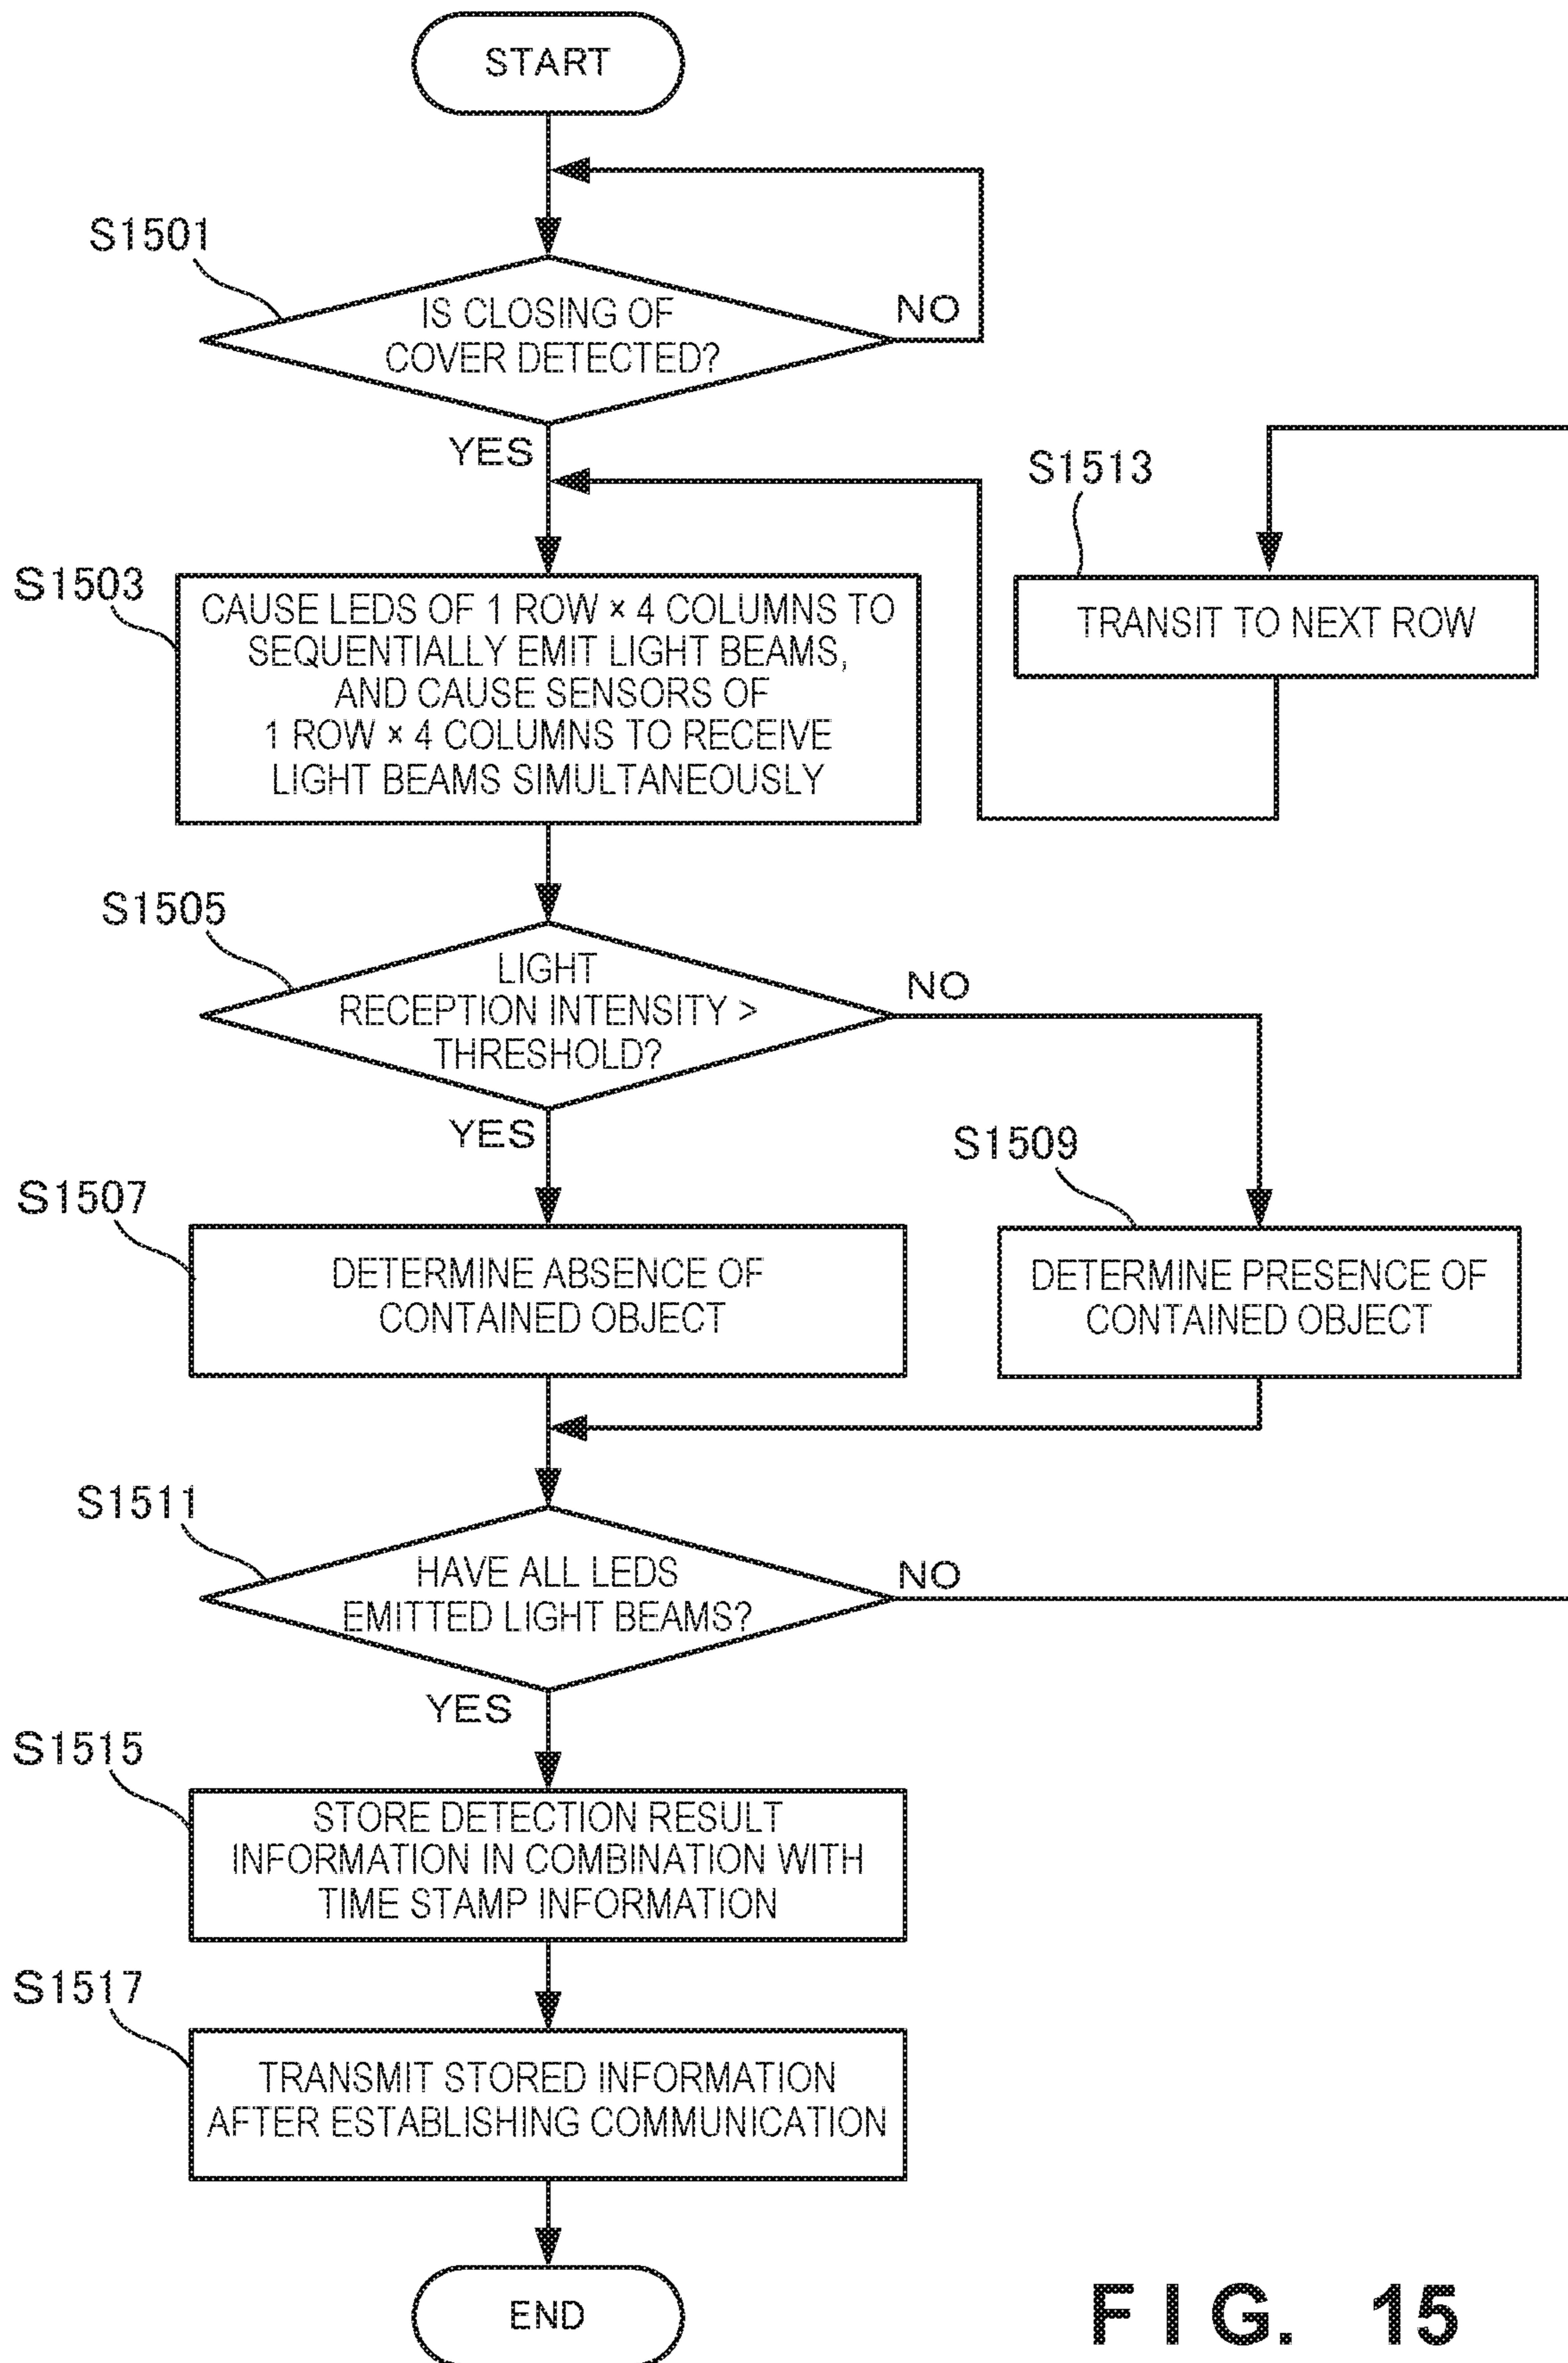 START
S1501
IS CLOSING OF
COVER DETECTED?
NO
YES
S1513
TRANSIT TO NEXT ROW
S1503
CAUSE LEDS OF 1 ROW × 4 COLUMNS TO
SEQUENTIALLY EMIT LIGHT BEAMS,
AND CAUSE SENSORS OF
1 ROW × 4 COLUMNS TO RECEIVE
LIGHT BEAMS SIMULTANEOUSLY
S1505
LIGHT
RECEPTION INTENSITY >
THRESHOLD?
NO
YES
S1507
DETERMINE ABSENCE OF
CONTAINED OBJECT
S1509
DETERMINE PRESENCE OF
CONTAINED OBJECT
S1511
HAVE ALL LEDS
EMITTED LIGHT BEAMS?
NO
YES
S1515
STORE DETECTION RESULT
INFORMATION IN COMBINATION WITH
TIME STAMP INFORMATION
S1517
TRANSMIT STORED INFORMATION
AFTER ESTABLISHING COMMUNICATION
END
FIG. 15